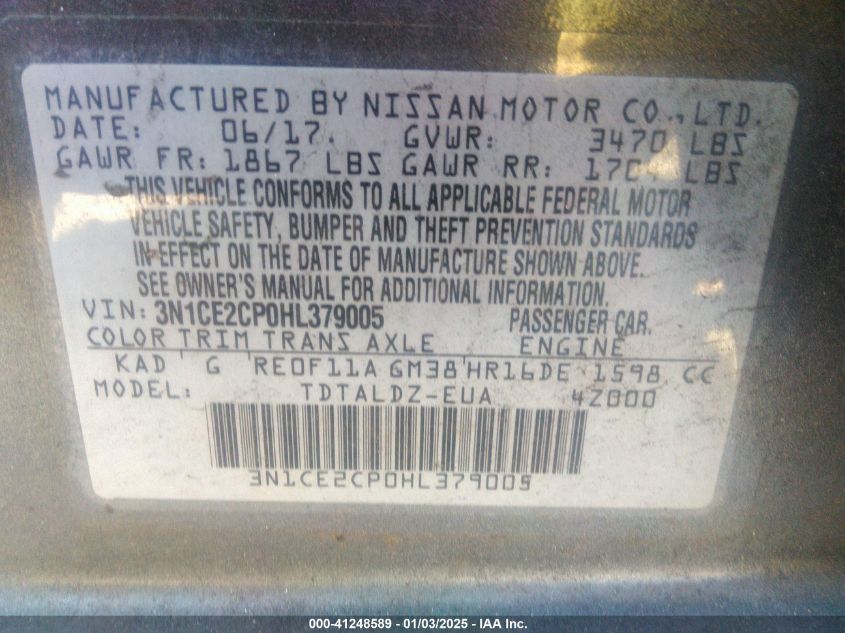 MANUFACTURED BY NISSAN MOTOR CO., LTD.
DATE: 06/17. GVWR: 3470 LBS
GAWR FR: 1867 LBS GAWR RR: LBS
THIS VEHICLE CONFORMS TO ALL APPLICABLE FEDERAL MOTOR
VEHICLE SAFETY, BUMPER AND THEFT PREVENTION STANDARDS
IN EFFECT ON THE DATE OF MANUFACTURE SHOWN ABOVE.
SEE OWNER'S MANUAL FOR ADDITIONAL INFORMATION.
VIN: 3N1CE2CP0HL379005 PASSENGER CAR.
COLOR TRIM TRANS AXLE ENGINE
KAD G RE0F11A GM38 HR16DE 1598 CC
MODEL: TDTALDZ-EUA 4Z000
3N1CE2CP0HL379005
000-41248589 - 01/03/2025 - IAA Inc.